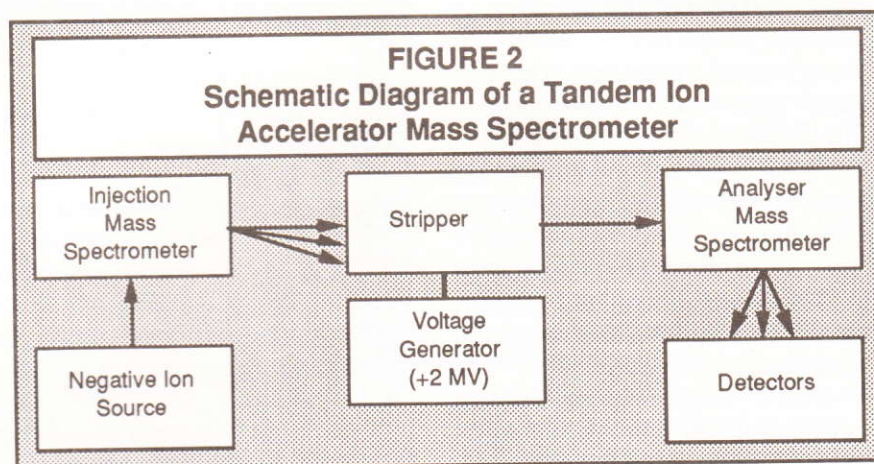 FIGURE 2
Schematic Diagram of a Tandem Ion
Accelerator Mass Spectrometer
Injection
Mass
Spectrometer
Stripper
Analyser
Mass
Spectrometer
Negative Ion
Source
Voltage
Generator
(+2 MV)
Detectors